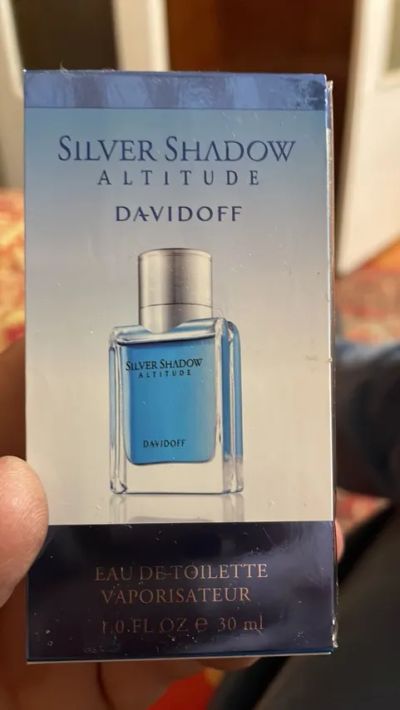 SILVER SHADOW
ALTITUDE
DAVIDOFF
SILVER SHADOW
ALTITUDE
DAVIDOFF
EAU DE TOILETTE
VAPORISATEUR
1.0 FL OZ ℮ 30 ml